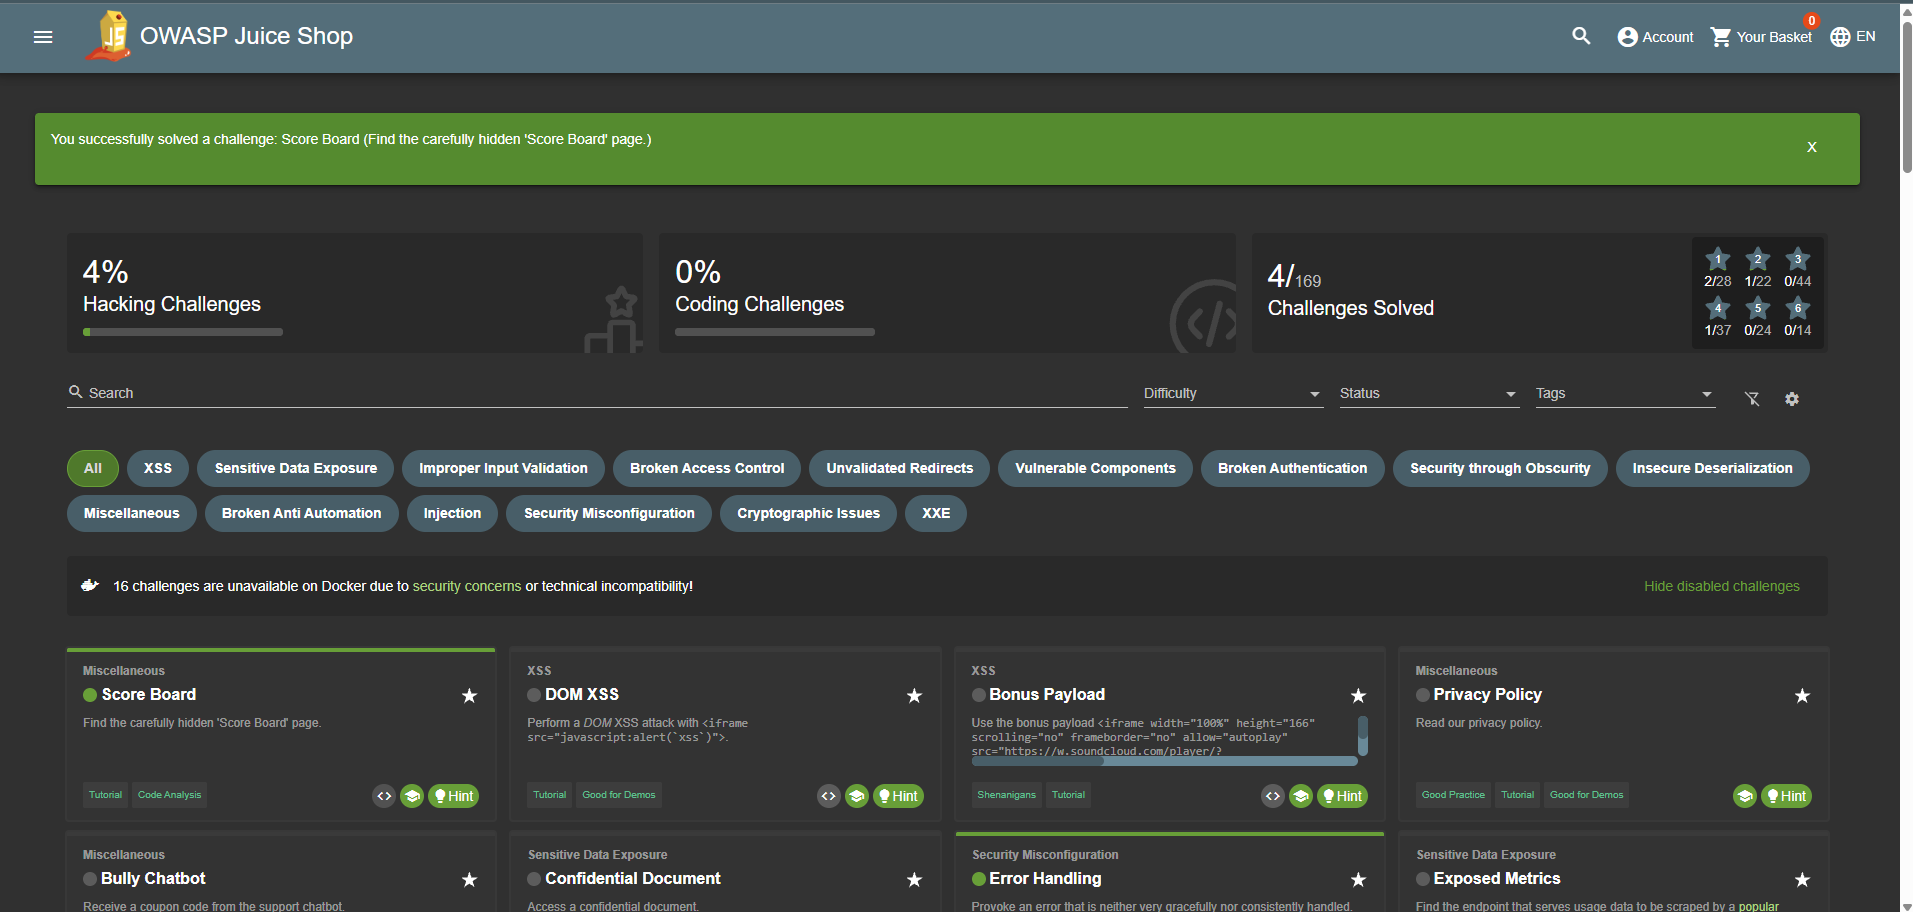 JS
OWASP Juice Shop
Account
0
Your Basket
EN
You successfully solved a challenge: Score Board (Find the carefully hidden 'Score Board' page.)
X
4%
Hacking Challenges
0%
Coding Challenges
4/169
Challenges Solved
1 2 3
2/28 1/22 0/44
4 5 6
1/37 0/24 0/14
Search
Difficulty
Status
Tags
All
XSS
Sensitive Data Exposure
Improper Input Validation
Broken Access Control
Unvalidated Redirects
Vulnerable Components
Broken Authentication
Security through Obscurity
Insecure Deserialization
Miscellaneous
Broken Anti Automation
Injection
Security Misconfiguration
Cryptographic Issues
XXE
16 challenges are unavailable on Docker due to security concerns or technical incompatibility!
Hide disabled challenges
Miscellaneous
Score Board
Find the carefully hidden 'Score Board' page.
Tutorial
Code Analysis
<> Hint
XSS
DOM XSS
Perform a DOM XSS attack with <iframe
src="javascript:alert(`xss`)">.
Tutorial
Good for Demos
<> Hint
XSS
Bonus Payload
Use the bonus payload <iframe width="100%" height="166"
scrolling="no" frameborder="no" allow="autoplay"
src="https://w.soundcloud.com/player/?
Shenanigans
Tutorial
<> Hint
Miscellaneous
Privacy Policy
Read our privacy policy.
Good Practice
Tutorial
Good for Demos
Hint
Miscellaneous
Bully Chatbot
Receive a coupon code from the support chatbot.
Sensitive Data Exposure
Confidential Document
Access a confidential document.
Security Misconfiguration
Error Handling
Provoke an error that is neither very gracefully nor consistently handled.
Sensitive Data Exposure
Exposed Metrics
Find the endpoint that serves usage data to be scraped by a popular